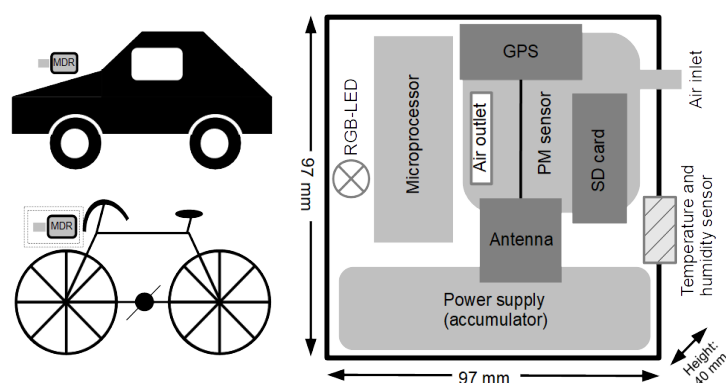 MDR
MDR
GPS
Microprocessor
RGB-LED
Air outlet
PM sensor
SD card
Air inlet
Antenna
Temperature and
humidity sensor
Power supply
(accumulator)
97 mm
97 mm
Height:
40 mm